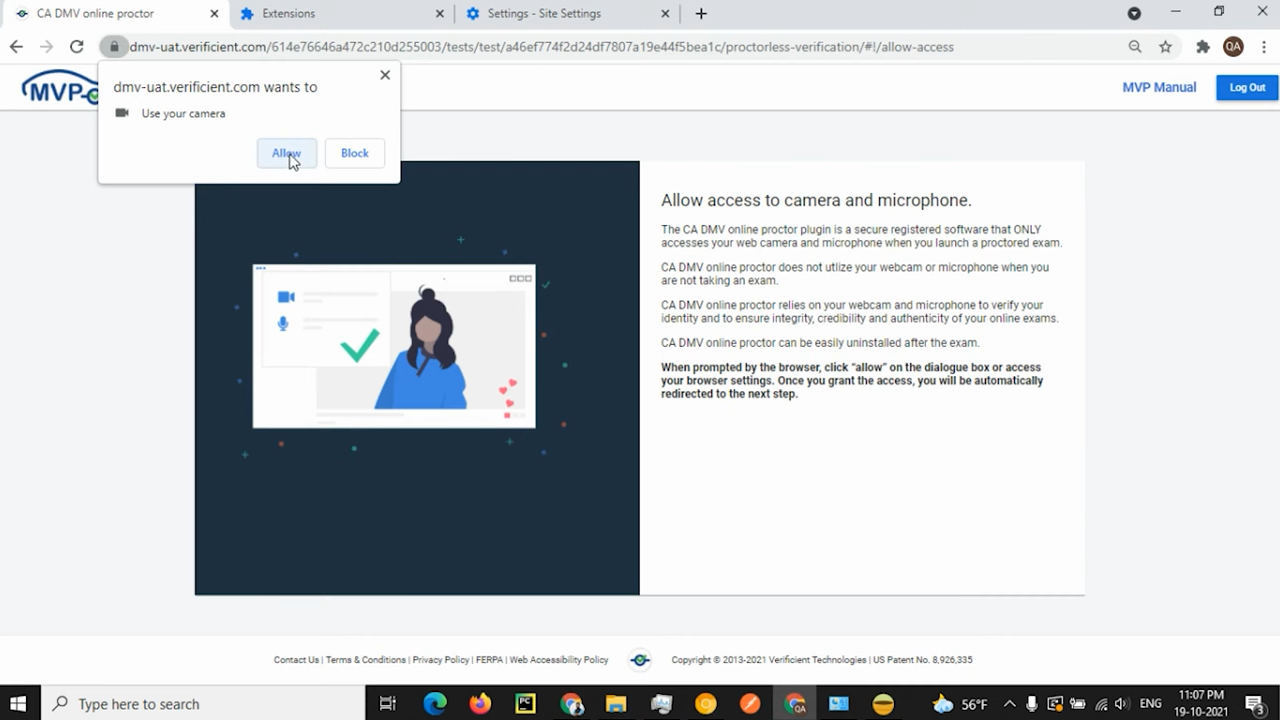 CA DMV online proctor
Extensions
Settings - Site Settings
dmv-uat.verificient.com/614e76646a472c210d255003/tests/test/a46ef774f2d24df7807a19e44f5bea1c/proctorless-verification/#!/allow-access
QA
MVP
MVP Manual
Log Out
dmv-uat.verificient.com wants to
Use your camera
Allow
Block
Allow access to camera and microphone.
The CA DMV online proctor plugin is a secure registered software that ONLY
accesses your web camera and microphone when you launch a proctored exam.
CA DMV online proctor does not utlize your webcam or microphone when you
are not taking an exam.
CA DMV online proctor relies on your webcam and microphone to verify your
identity and to ensure integrity, credibility and authenticity of your online exams.
CA DMV online proctor can be easily uninstalled after the exam.
When prompted by the browser, click “allow” on the dialogue box or access
your browser settings. Once you grant the access, you will be automatically
redirected to the next step.
Contact Us | Terms & Conditions | Privacy Policy | FERPA | Web Accessibility Policy
Copyright © 2013-2021 Verificient Technologies | US Patent No. 8,926,335
Type here to search
PC
QA
56°F
ENG
11:07 PM
19-10-2021
3